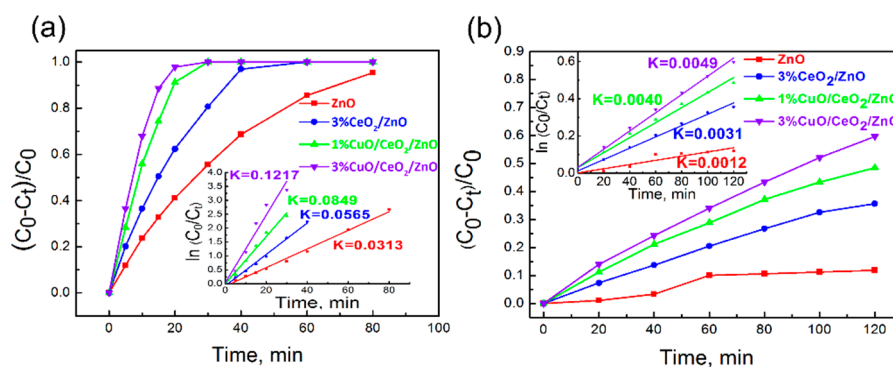 (a)
(C₀-Cₜ)/C₀
1.0
0.8
0.6
0.4
0.2
0.0
0
20
40
60
80
100
Time, min
ZnO
3%CeO₂/ZnO
1%CuO/CeO₂/ZnO
3%CuO/CeO₂/ZnO
ln (C₀/Cₜ)
4.0
3.5
3.0
2.5
2.0
1.5
1.0
0.5
0.0
0
20
40
60
80
Time, min
K=0.1217
K=0.0849
K=0.0565
K=0.0313
(b)
(C₀-Cₜ)/C₀
0.9
0.8
0.7
0.6
0.5
0.4
0.3
0.2
0.1
0.0
0
20
40
60
80
100
120
Time, min
ZnO
3%CeO₂/ZnO
1%CuO/CeO₂/ZnO
3%CuO/CeO₂/ZnO
ln (C₀/Cₜ)
0.6
0.4
0.2
0.0
0
20
40
60
80
100
120
Time, min
K=0.0049
K=0.0040
K=0.0031
K=0.0012